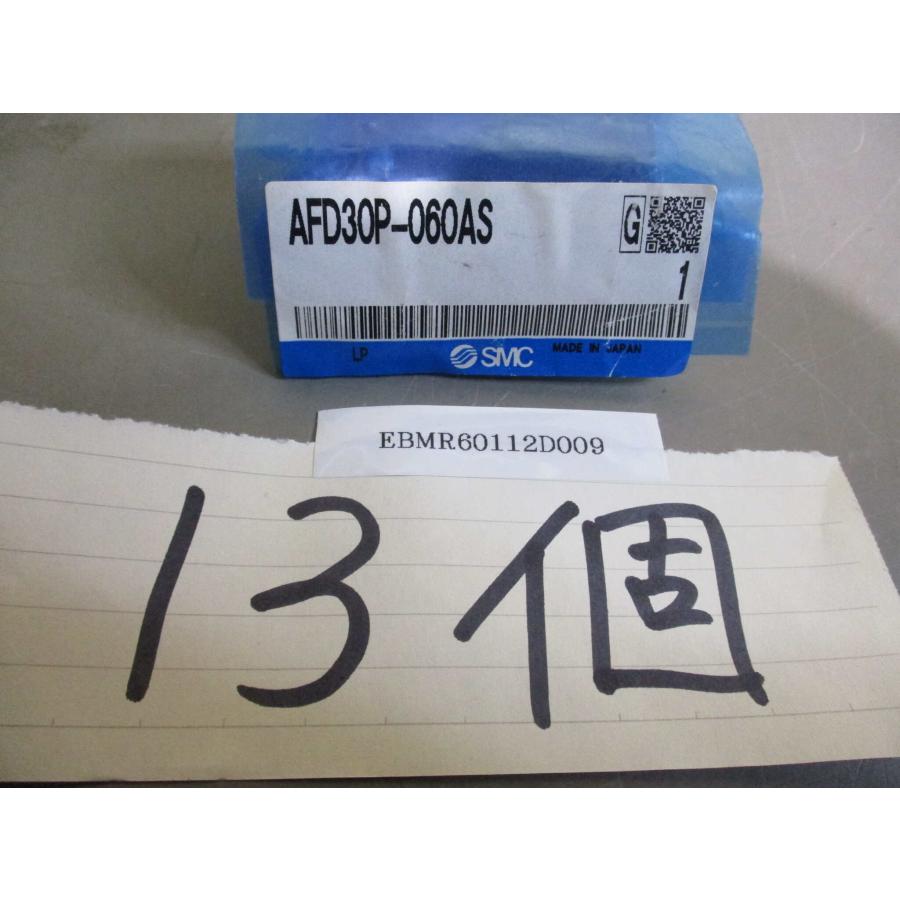 AFD30P-060AS
G
1
LP
SMC
MADE IN JAPAN
EBMR60112D009
13個